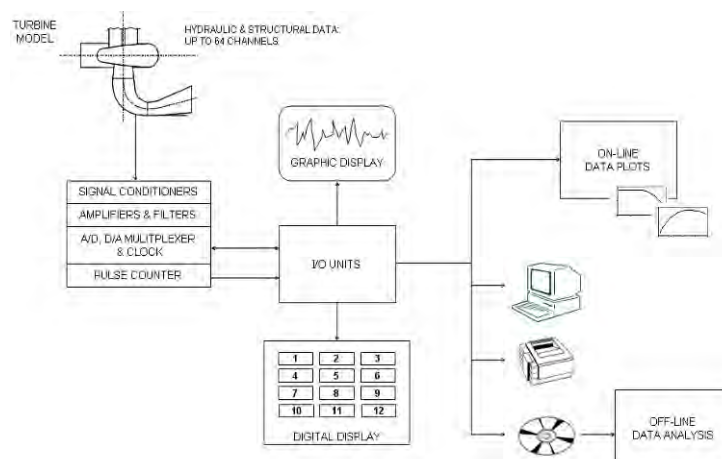 TURBINE
MODEL
HYDRAULIC & STRUCTURAL DATA:
UP TO 64 CHANNELS
GRAPHIC DISPLAY
ON-LINE
DATA PLOTS
SIGNAL CONDITIONERS
AMPLIFIERS & FILTERS
A/D, D/A MULITPLEXER
& CLOCK
PULSE COUNTER
I/O UNITS
1 2 3
4 5 6
7 8 9
10 11 12
DIGITAL DISPLAY
OFF-LINE
DATA ANALYSIS